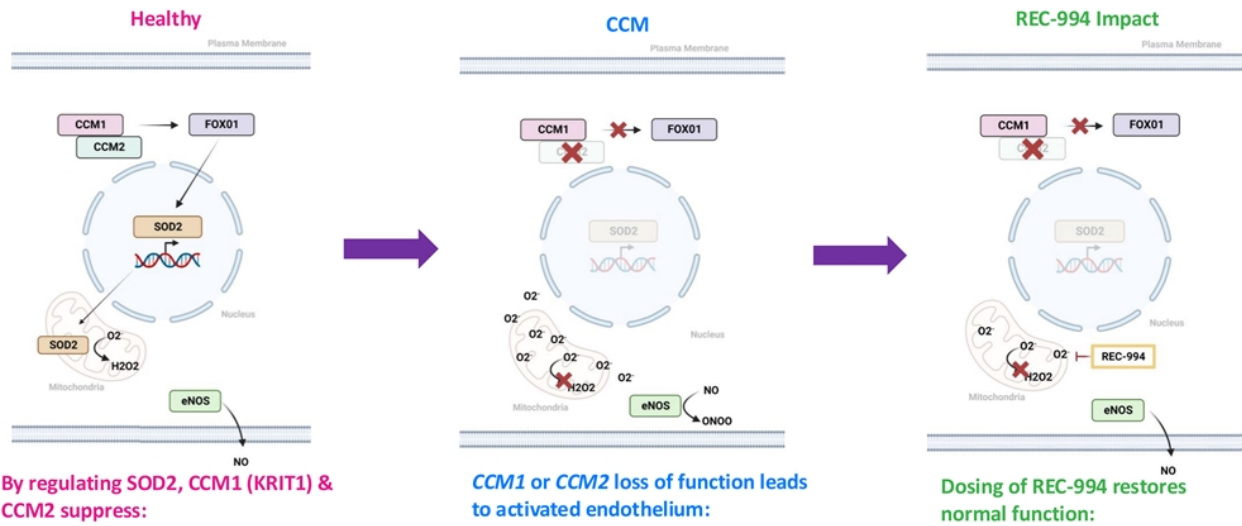 Healthy
Plasma Membrane
CCM1
FOX01
CCM2
SOD2
Nucleus
SOD2
O2-
H2O2
Mitochondria
eNOS
NO
By regulating SOD2, CCM1 (KRIT1) &
CCM2 suppress:
CCM
Plasma Membrane
CCM1
FOX01
CCM2
SOD2
Nucleus
O2-
O2-
O2-
O2-
O2-
O2-
O2-
O2-
H2O2
Mitochondria
eNOS
NO
ONOO
CCM1 or CCM2 loss of function leads
to activated endothelium:
REC-994 Impact
Plasma Membrane
CCM1
FOX01
CCM2
SOD2
Nucleus
O2-
O2-
O2-
REC-994
H2O2
Mitochondria
eNOS
NO
Dosing of REC-994 restores
normal function: